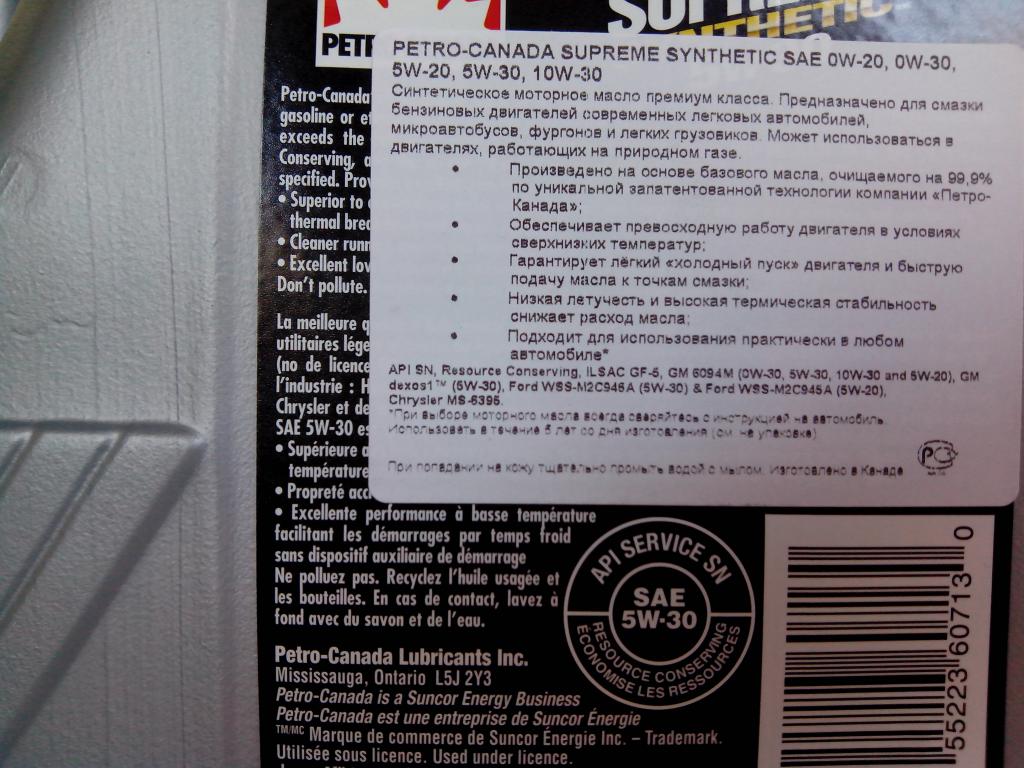 PETR
SUPR
NTHETIC
PETRO-CANADA SUPREME SYNTHETIC SAE 0W-20, 0W-30,
5W-20, 5W-30, 10W-30
Синтетическое моторное масло премиум класса. Предназначено для смазки
бензиновых двигателей современных легковых автомобилей,
микроавтобусов, фургонов и легких грузовиков. Может использоваться в
двигателях, работающих на природном газе.
• Произведено на основе базового масла, очищаемого на 99,9%
по уникальной запатентованной технологии компании «Петро-
Канада»;
• Обеспечивает превосходную работу двигателя в условиях
сверхнизких температур;
• Гарантирует лёгкий «холодный пуск» двигателя и быструю
подачу масла к точкам смазки;
• Низкая летучесть и высокая термическая стабильность
снижает расход масла;
• Подходит для использования практически в любом
автомобиле*
API SN, Resource Conserving, ILSAC GF-5, GM 6094M (0W-30, 5W-30, 10W-30 and 5W-20), GM
dexos1™ (5W-30), Ford WSS-M2C946A (5W-30) & Ford WSS-M2C945A (5W-20),
Chrysler MS-6395.
*При выборе моторного масла всегда сверяйтесь с инструкцией на автомобиль.
Использовать в течение 5 лет со дня изготовления (см. на упаковке)
При попадании на кожу тщательно промыть водой с мылом. Изготовлено в Канаде
Petro-Canada
gasoline or et
exceeds the
Conserving, a
specified. Prov
• Superior to
thermal brea
• Cleaner runn
• Excellent low
Don't pollute.
La meilleure q
utilitaires lége
(no de licence
l'industrie : H
Chrysler et de
SAE 5W-30 es
• Supérieure a
température
• Propreté acc
• Excellente performance à basse température
facilitant les démarrages par temps froid
sans dispositif auxiliaire de démarrage
Ne polluez pas. Recyclez l'huile usagée et
les bouteilles. En cas de contact, lavez à
fond avec du savon et de l'eau.
Petro-Canada Lubricants Inc.
Mississauga, Ontario L5J 2Y3
Petro-Canada is a Suncor Energy Business
Petro-Canada est une entreprise de Suncor Énergie
TM/MC Marque de commerce de Suncor Énergie Inc. – Trademark.
Utilisée sous licence. Used under licence.
API SERVICE SN
SAE
5W-30
RESOURCE CONSERVING
ÉCONOMISE LES RESSOURCES
55223 60713 0